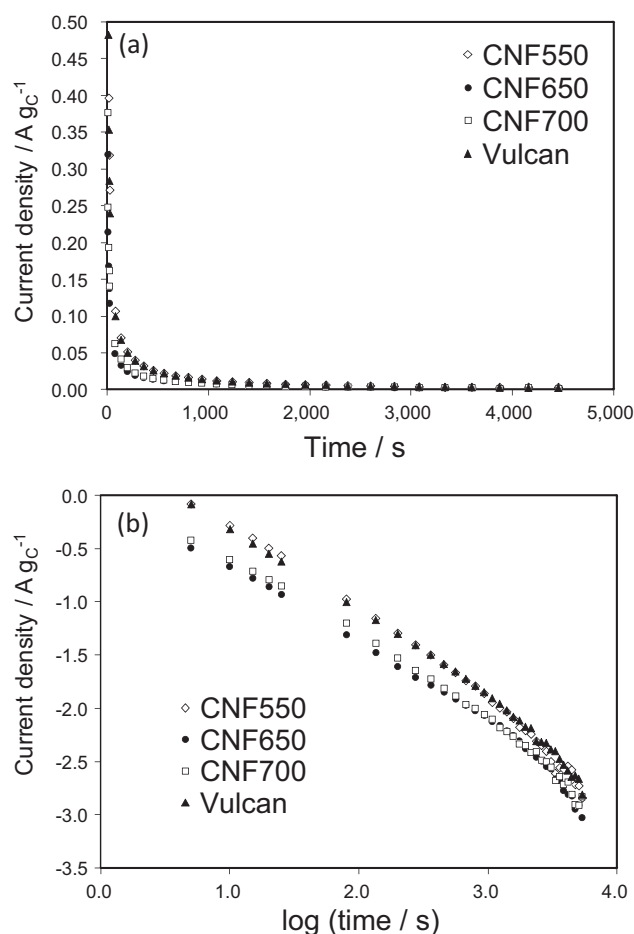 (a)
Current density / A gC⁻¹
0.50
0.45
0.40
0.35
0.30
0.25
0.20
0.15
0.10
0.05
0.00
CNF550
CNF650
CNF700
Vulcan
0 1,000 2,000 3,000 4,000 5,000
Time / s
(b)
Current density / A gC⁻¹
0.0
-0.5
-1.0
-1.5
-2.0
-2.5
-3.0
-3.5
CNF550
CNF650
CNF700
Vulcan
0.0 1.0 2.0 3.0 4.0
log (time / s)